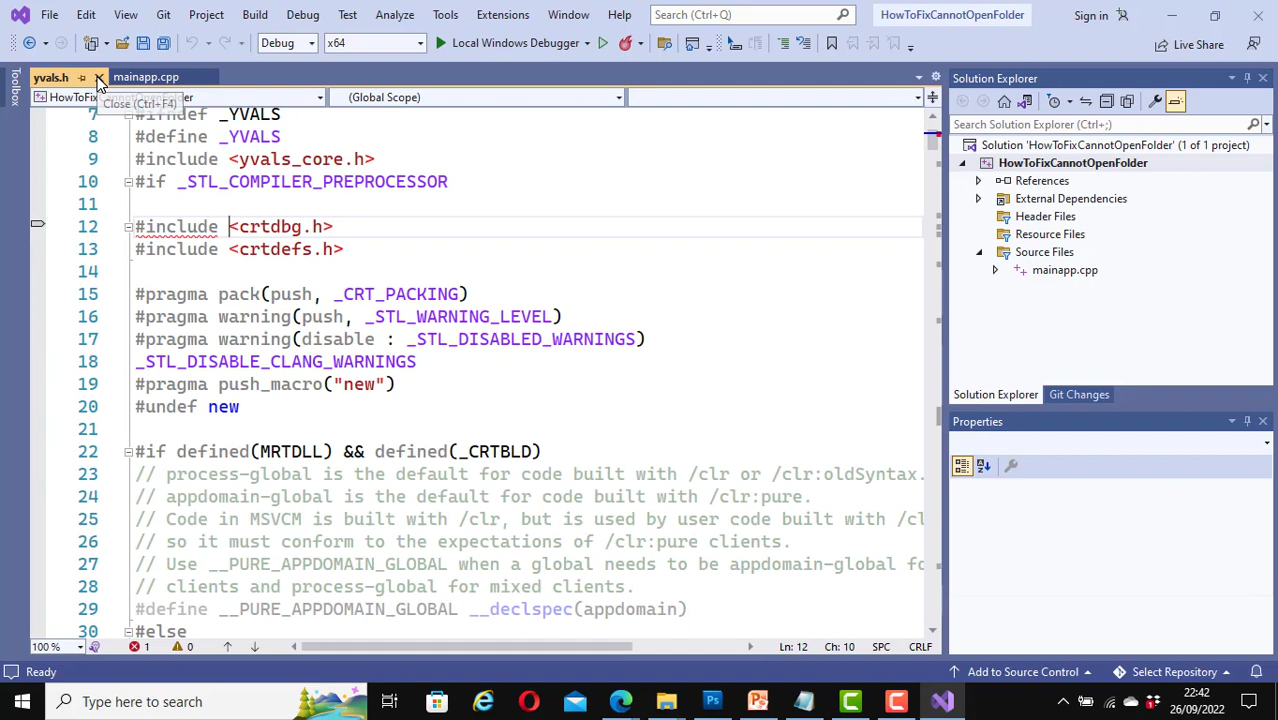 File Edit View Git Project Build Debug Test Analyze Tools Extensions Window Help Search (Ctrl+Q) HowToFixCannotOpenFolder Sign in
Debug x64 Local Windows Debugger Live Share
Toolbox
yvals.h mainapp.cpp
HowToFixCannotOpenFolder (Global Scope)
Close (Ctrl+F4)
7 #ifndef _YVALS
8 #define _YVALS
9 #include <yvals_core.h>
10 #if _STL_COMPILER_PREPROCESSOR
11
12 #include <crtdbg.h>
13 #include <crtdefs.h>
14
15 #pragma pack(push, _CRT_PACKING)
16 #pragma warning(push, _STL_WARNING_LEVEL)
17 #pragma warning(disable : _STL_DISABLED_WARNINGS)
18 _STL_DISABLE_CLANG_WARNINGS
19 #pragma push_macro("new")
20 #undef new
21
22 #if defined(MRTDLL) && defined(_CRTBLD)
23 // process-global is the default for code built with /clr or /clr:oldSyntax.
24 // appdomain-global is the default for code built with /clr:pure.
25 // Code in MSVCM is built with /clr, but is used by user code built with /cl
26 // so it must conform to the expectations of /clr:pure clients.
27 // Use __PURE_APPDOMAIN_GLOBAL when a global needs to be appdomain-global fo
28 // clients and process-global for mixed clients.
29 #define __PURE_APPDOMAIN_GLOBAL __declspec(appdomain)
30 #else
100 % 1 0 Ln: 12 Ch: 10 SPC CRLF
Solution Explorer
Search Solution Explorer (Ctrl+;)
Solution 'HowToFixCannotOpenFolder' (1 of 1 project)
HowToFixCannotOpenFolder
References
External Dependencies
Header Files
Resource Files
Source Files
mainapp.cpp
Solution Explorer Git Changes
Properties
Ready Add to Source Control Select Repository
Type here to search
22:42
26/09/2022